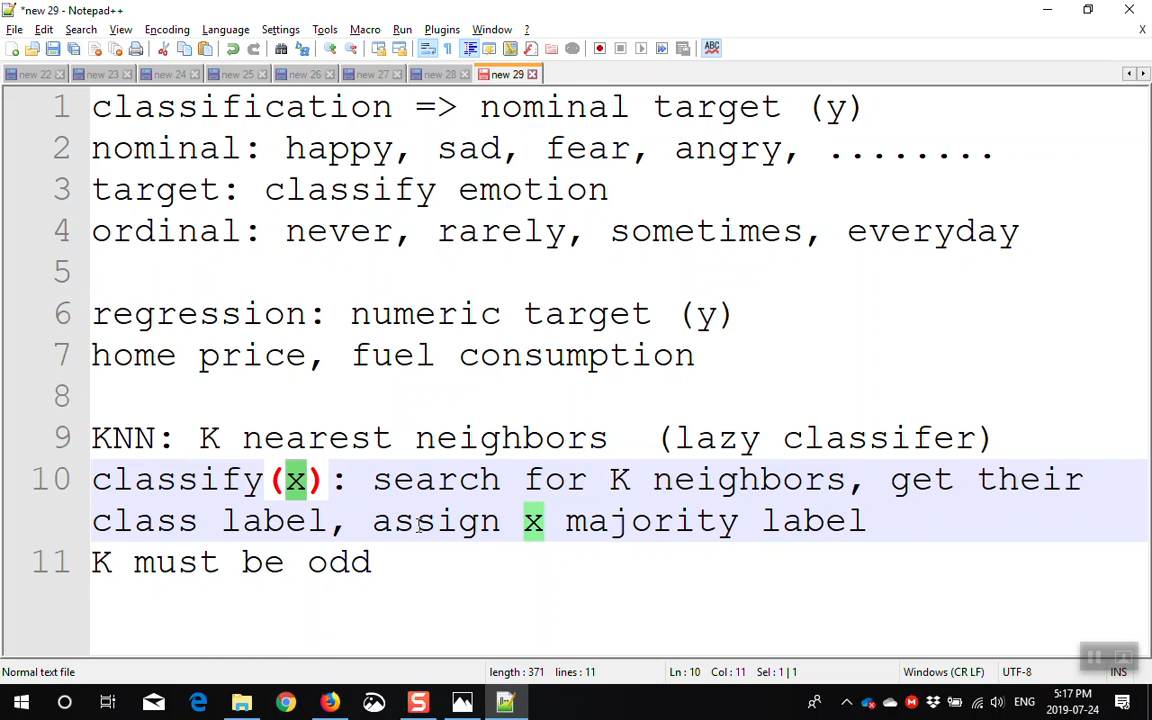 *new 29 - Notepad++
File Edit Search View Encoding Language Settings Tools Macro Run Plugins Window ? X
new 22 new 23 new 24 new 25 new 26 new 27 new 28 new 29
1 classification => nominal target (y)
2 nominal: happy, sad, fear, angry, ........
3 target: classify emotion
4 ordinal: never, rarely, sometimes, everyday
5
6 regression: numeric target (y)
7 home price, fuel consumption
8
9 KNN: K nearest neighbors (lazy classifer)
10 classify(x): search for K neighbors, get their
class label, assign x majority label
11 K must be odd
Normal text file length : 371 lines : 11 Ln : 10 Col : 11 Sel : 1 | 1 Windows (CR LF) UTF-8 INS
ENG 5:17 PM
2019-07-24